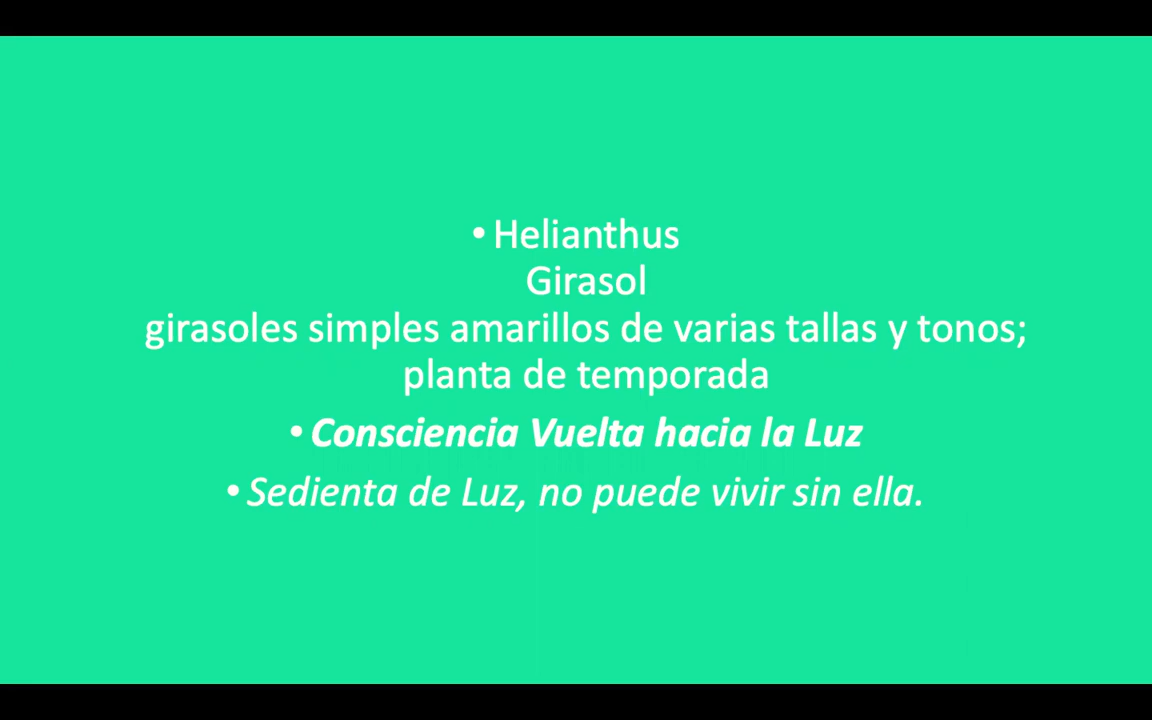 • Helianthus
Girasol
girasoles simples amarillos de varias tallas y tonos;
planta de temporada
• Consciencia Vuelta hacia la Luz
• Sedienta de Luz, no puede vivir sin ella.